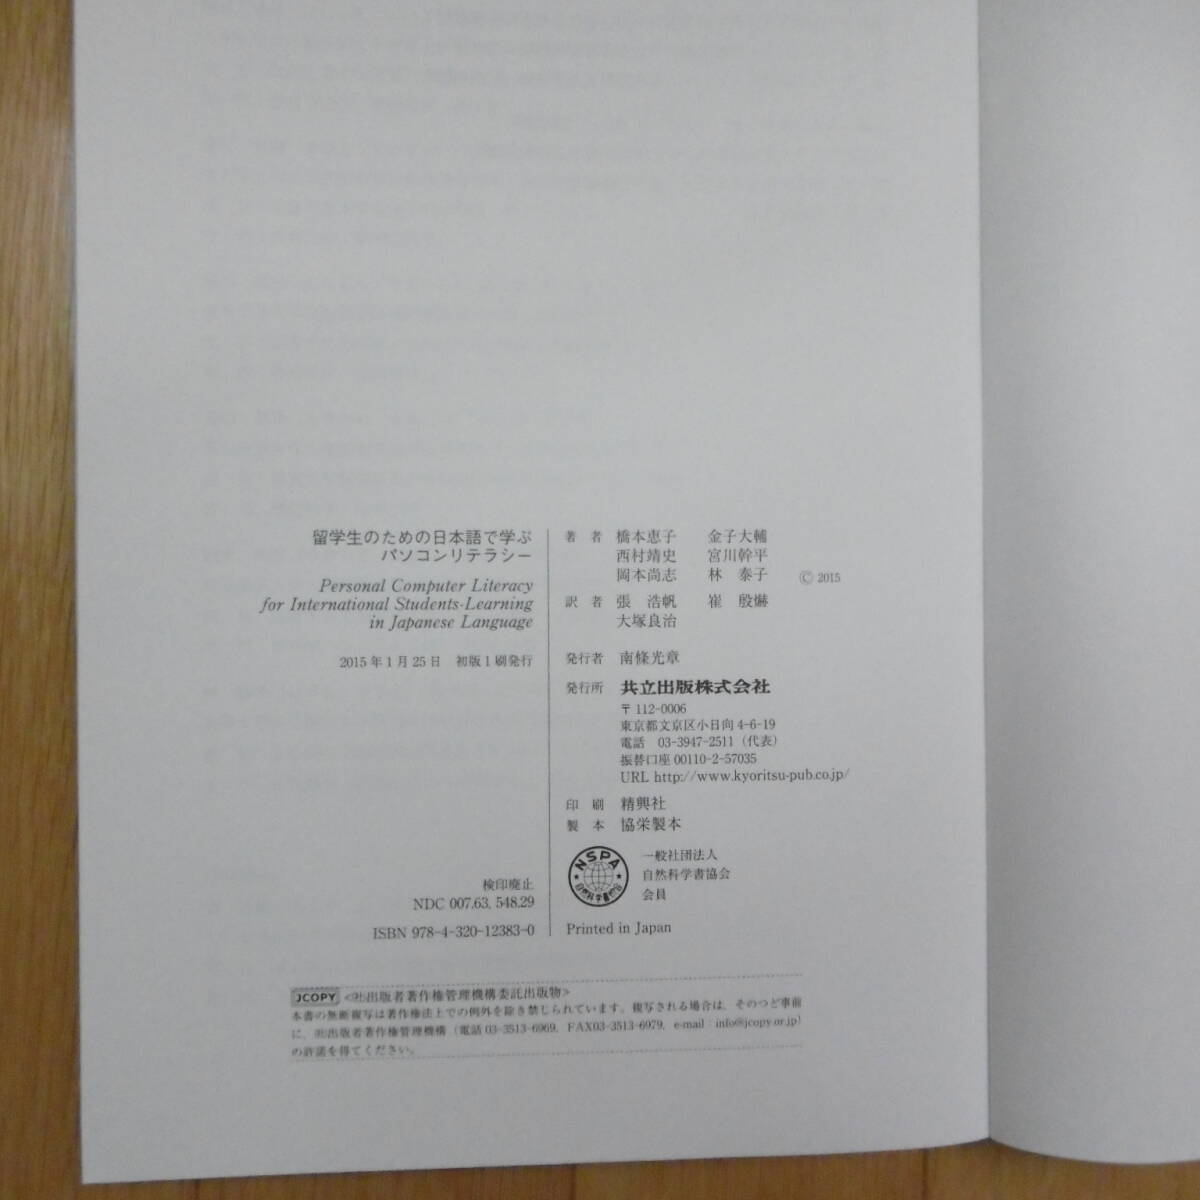 留学生のための日本語で学ぶ
パソコンリテラシー
Personal Computer Literacy
for International Students-Learning
in Japanese Language
2015年1月25日　初版1刷発行
検印廃止
NDC 007.63, 548.29
ISBN 978-4-320-12383-0
著　者　橋本恵子　金子大輔
西村靖史　宮川幹平
岡本尚志　林　泰子　© 2015
訳　者　張　浩帆　崔　殷爀
大塚良治
発行者　南條光章
発行所　共立出版株式会社
〒112-0006
東京都文京区小日向4-6-19
電話　03-3947-2511（代表）
振替口座 00110-2-57035
URL http://www.kyoritsu-pub.co.jp/
印　刷　精興社
製　本　協栄製本
NSPA
自然科学書協会
一般社団法人
自然科学書協会
会員
Printed in Japan
JCOPY ＜㈳出版者著作権管理機構委託出版物＞
本書の無断複写は著作権法上での例外を除き禁じられています．複写される場合は，そのつど事前
に，㈳出版者著作権管理機構（電話 03-3513-6969，FAX03-3513-6979，e-mail：info@jcopy.or.jp）
の許諾を得てください。